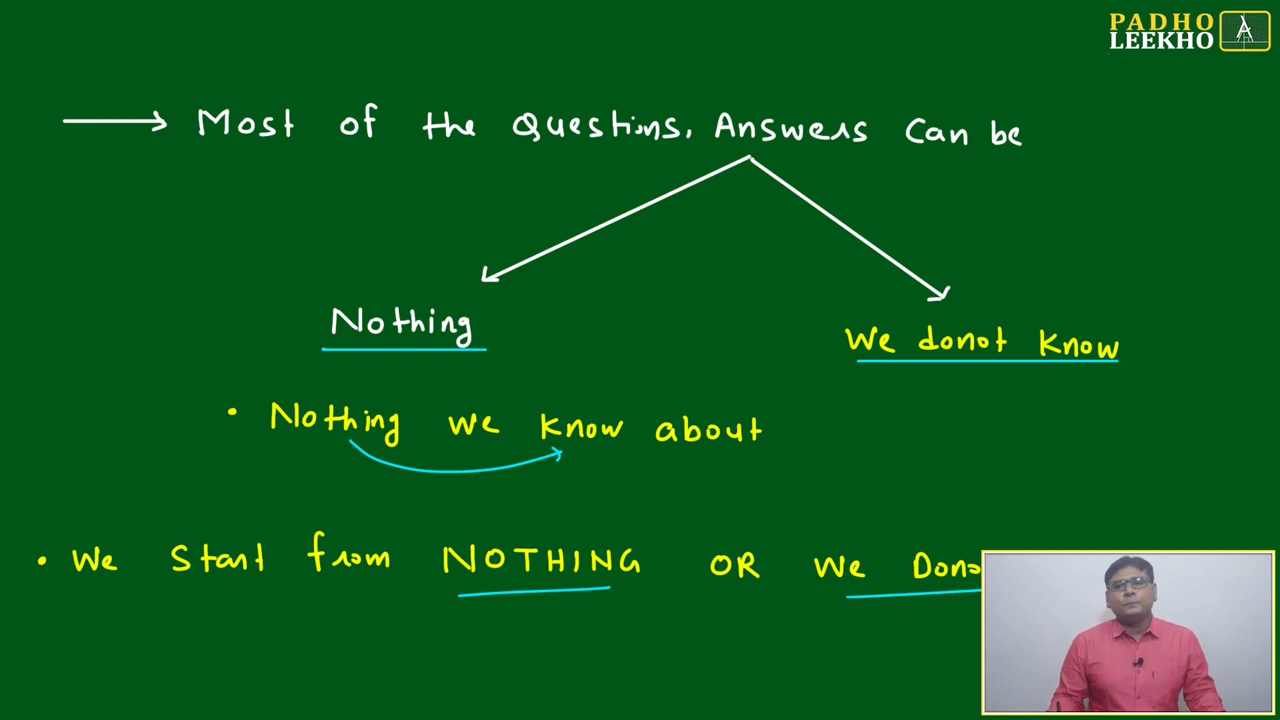 PADHO
LEEKHO
Most of the Questions, Answers Can be
Nothing
We donot know
• Nothing we know about
• We Start from NOTHING OR We Dono